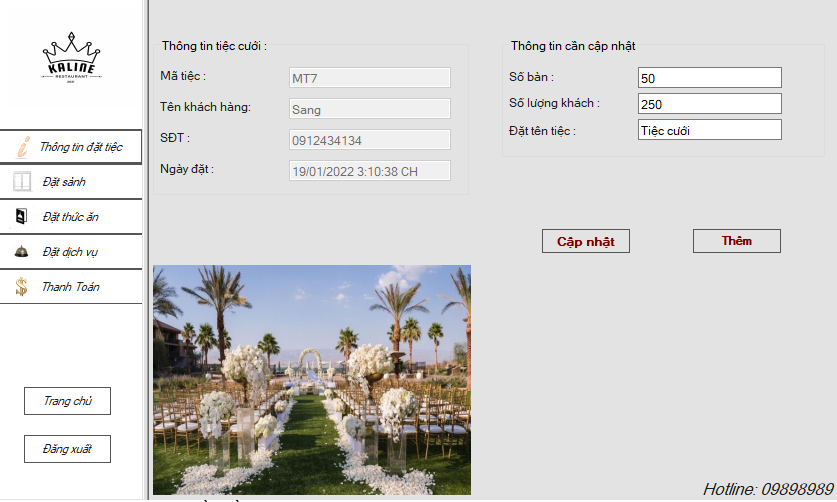 KALINE
RESTAURANT
Thông tin đặt tiệc
Đặt sảnh
Đặt thức ăn
Đặt dịch vụ
Thanh Toán
Trang chủ
Đăng xuất
Thông tin tiệc cưới :
Mã tiệc : MT7
Tên khách hàng: Sang
SĐT : 0912434134
Ngày đặt : 19/01/2022 3:10:38 CH
Thông tin cần cập nhật
Số bàn : 50
Số lượng khách : 250
Đặt tên tiệc : Tiệc cưới
Cập nhật
Thêm
Hotline: 09898989